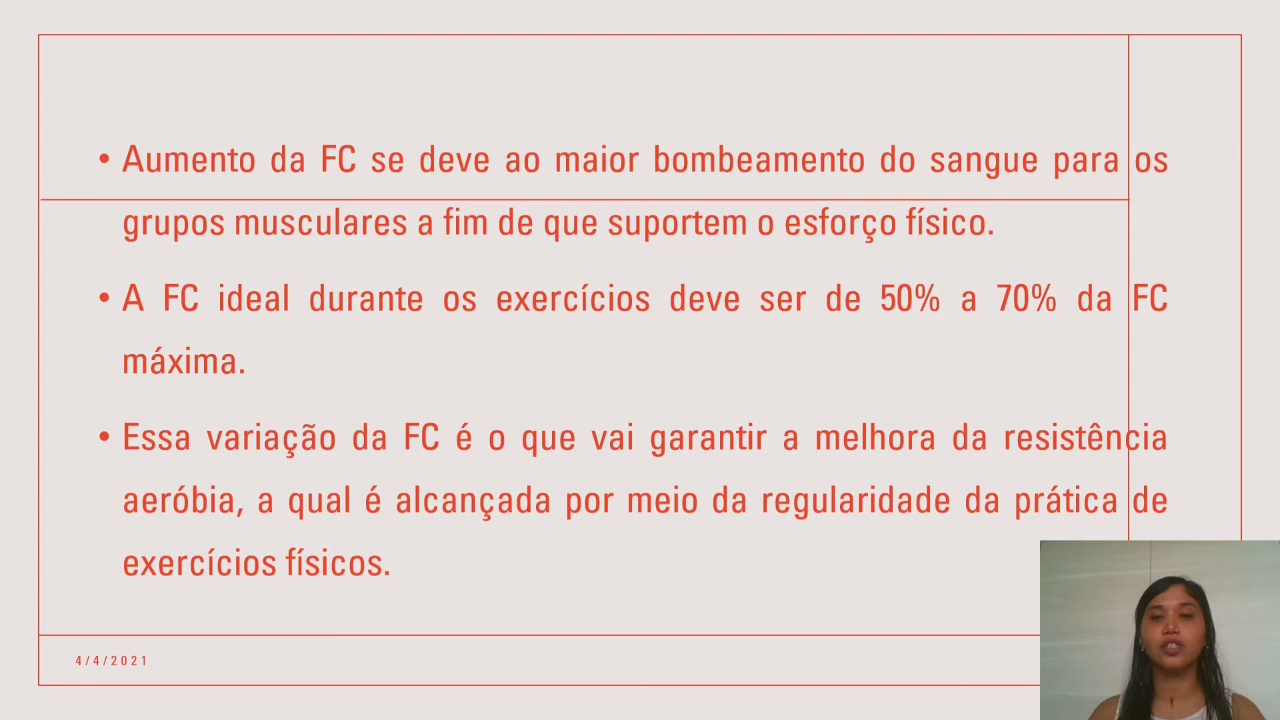 • Aumento da FC se deve ao maior bombeamento do sangue para os
grupos musculares a fim de que suportem o esforço físico.
• A FC ideal durante os exercícios deve ser de 50% a 70% da FC
máxima.
• Essa variação da FC é o que vai garantir a melhora da resistência
aeróbia, a qual é alcançada por meio da regularidade da prática de
exercícios físicos.
4/4/2021